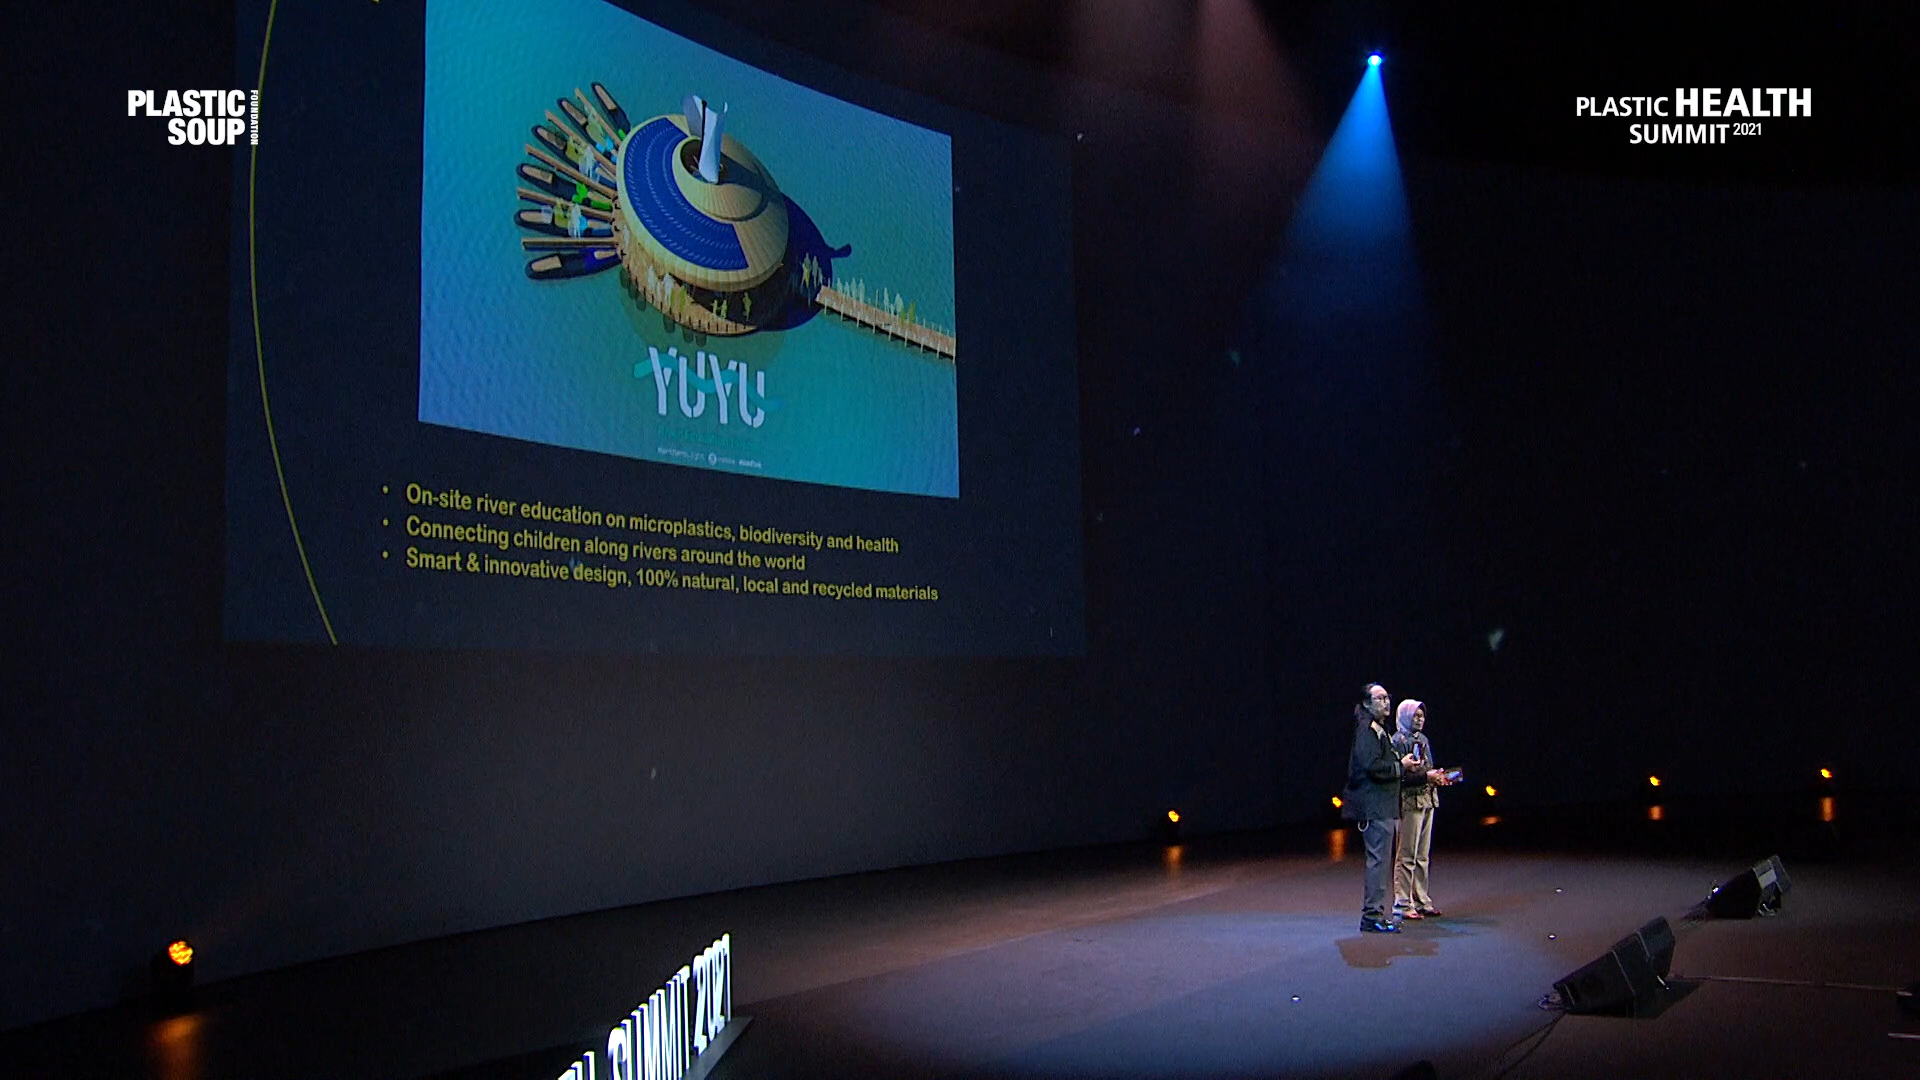 PLASTIC
SOUP
FOUNDATION
PLASTIC HEALTH
SUMMIT 2021
YUYU
• On-site river education on microplastics, biodiversity and health
• Connecting children along rivers around the world
• Smart & innovative design, 100% natural, local and recycled materials
SUMMIT 2021